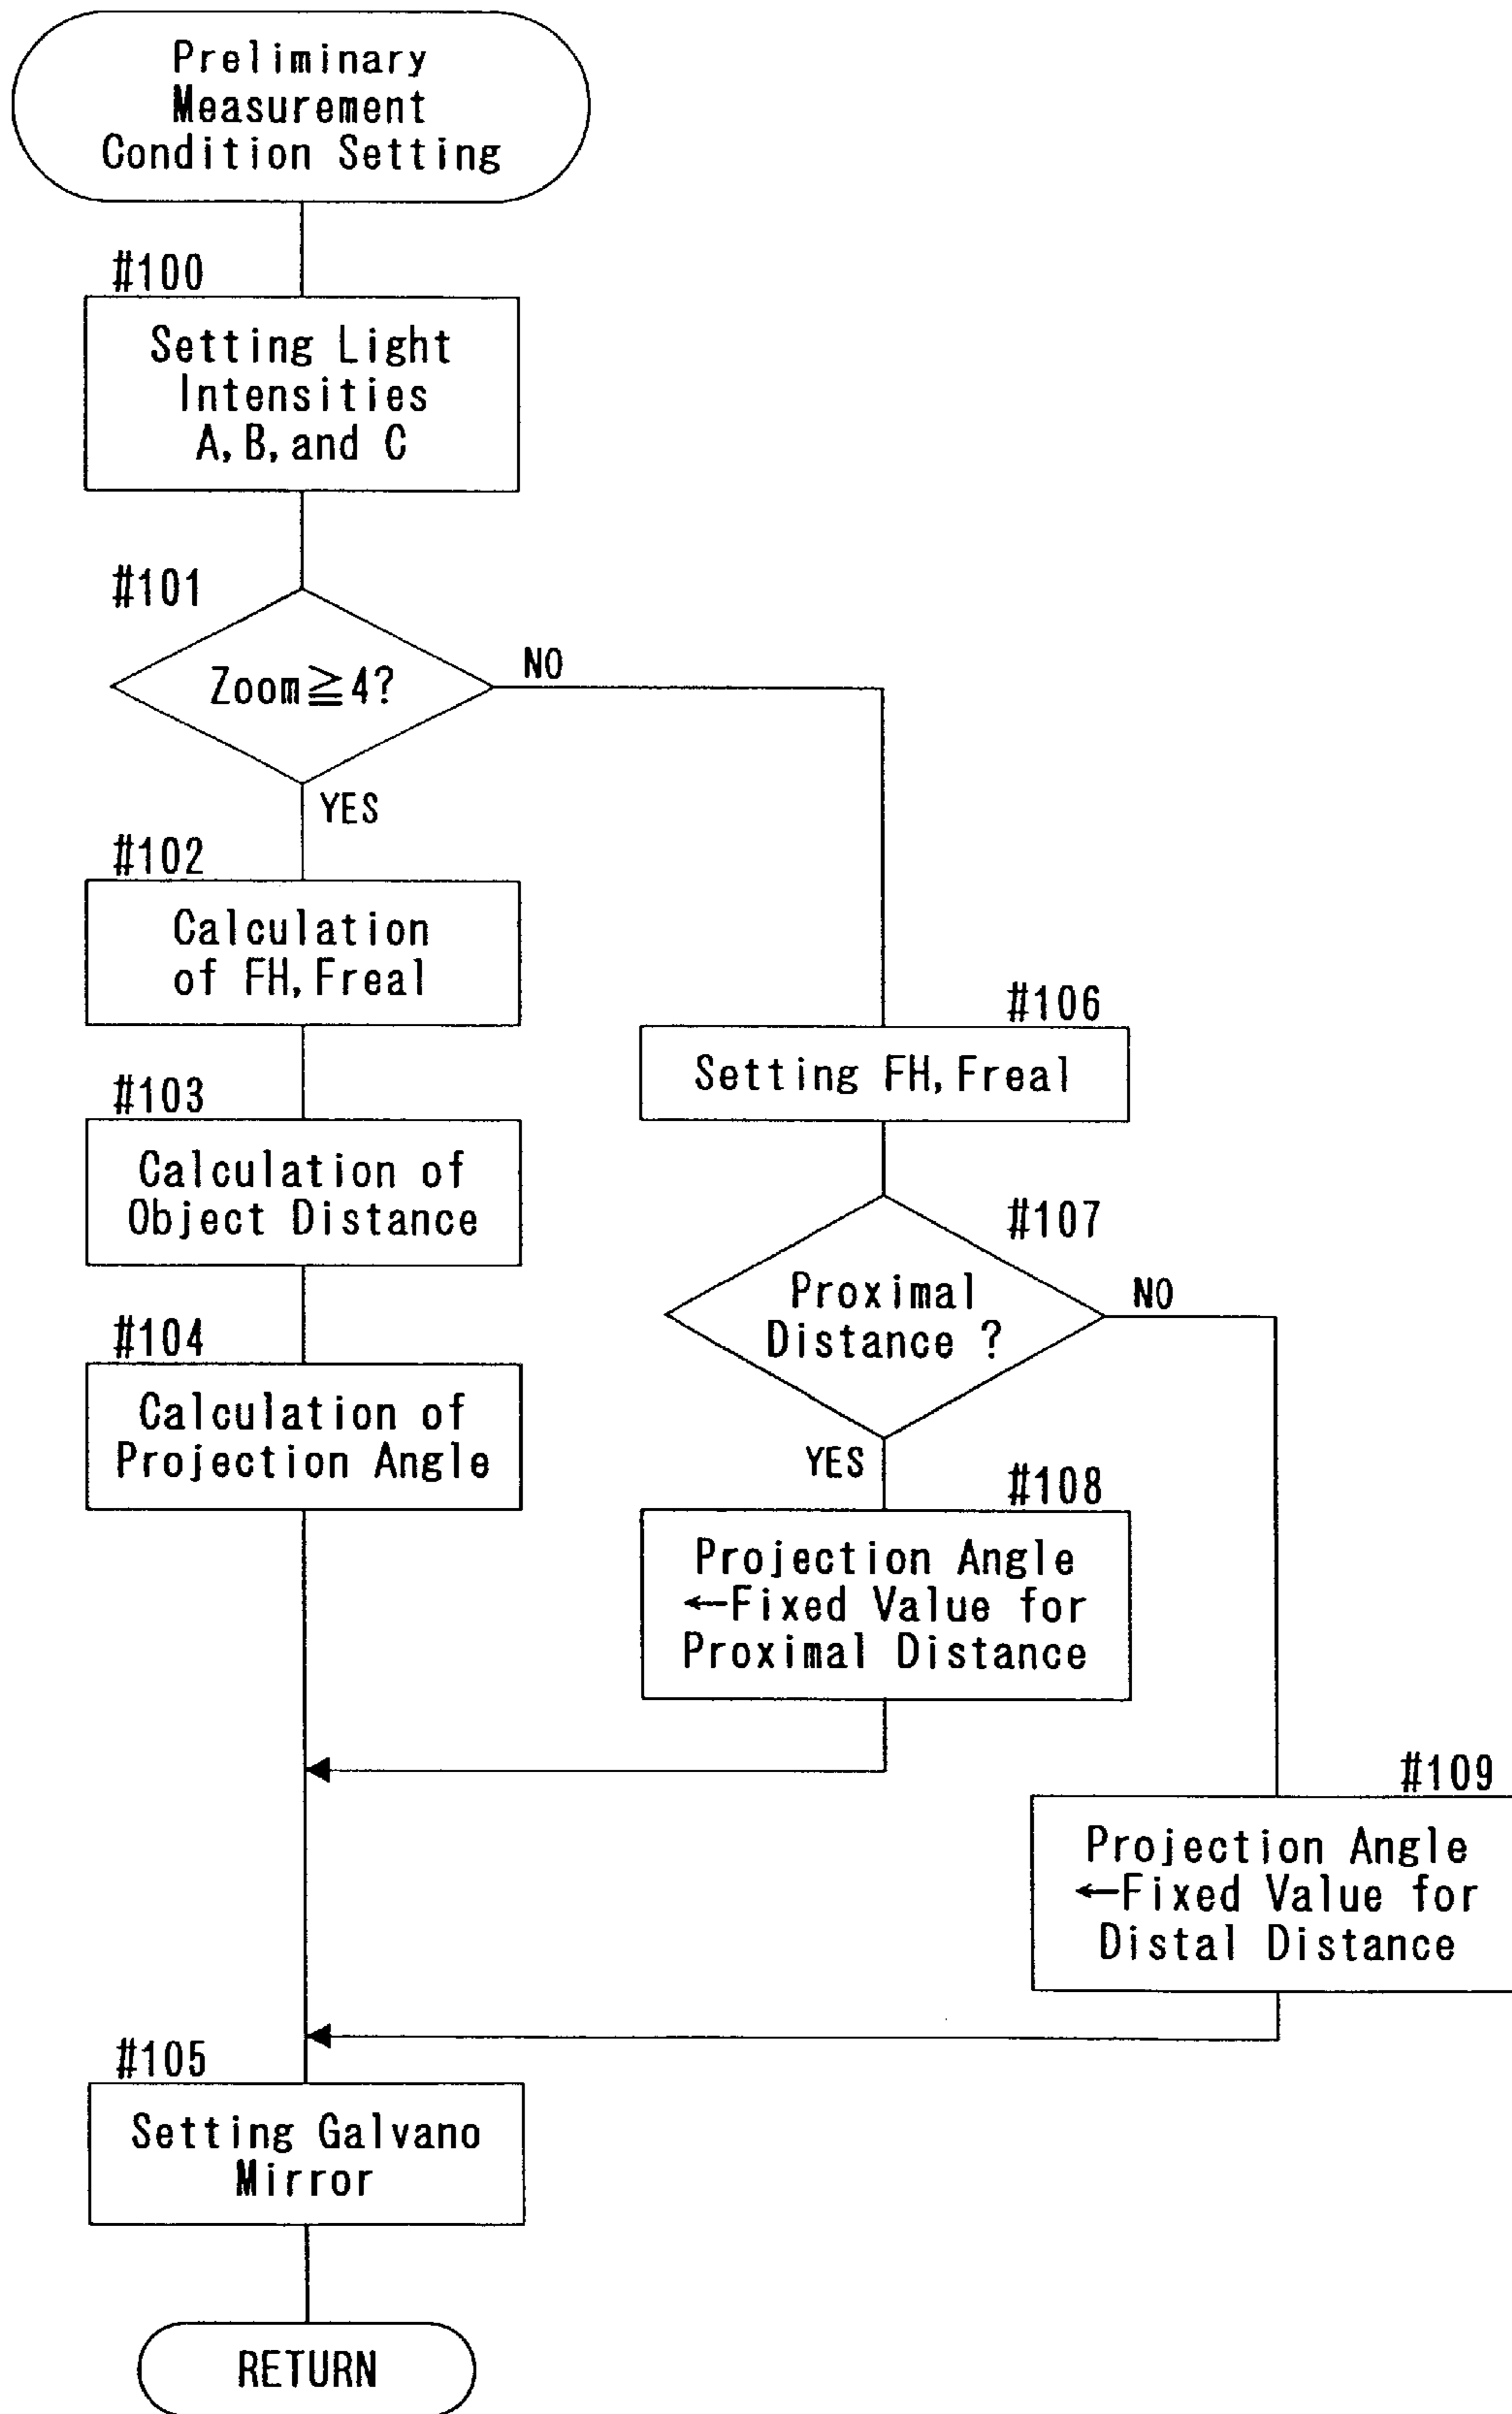 Preliminary
Measurement
Condition Setting
#100
Setting Light
Intensities
A, B, and C
#101
Zoom≧4?
NO
YES
#102
Calculation
of FH, Freal
#103
Calculation of
Object Distance
#104
Calculation of
Projection Angle
#106
Setting FH, Freal
#107
Proximal
Distance ?
NO
YES
#108
Projection Angle
←Fixed Value for
Proximal Distance
#109
Projection Angle
←Fixed Value for
Distal Distance
#105
Setting Galvano
Mirror
RETURN